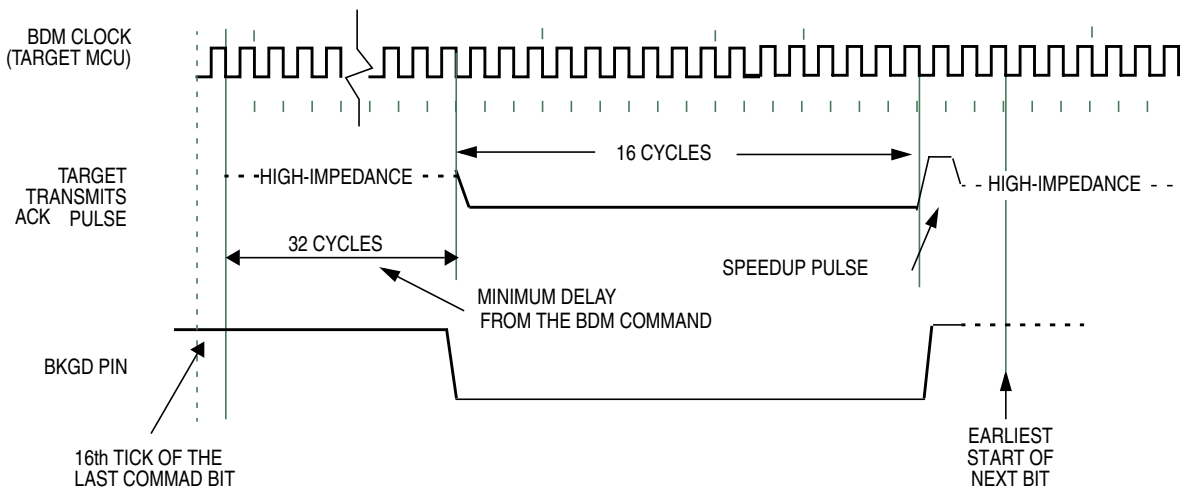 BDM CLOCK
(TARGET MCU)
16 CYCLES
TARGET
TRANSMITS
ACK PULSE
HIGH-IMPEDANCE
HIGH-IMPEDANCE
32 CYCLES
SPEEDUP PULSE
MINIMUM DELAY
FROM THE BDM COMMAND
BKGD PIN
16th TICK OF THE
LAST COMMAD BIT
EARLIEST
START OF
NEXT BIT